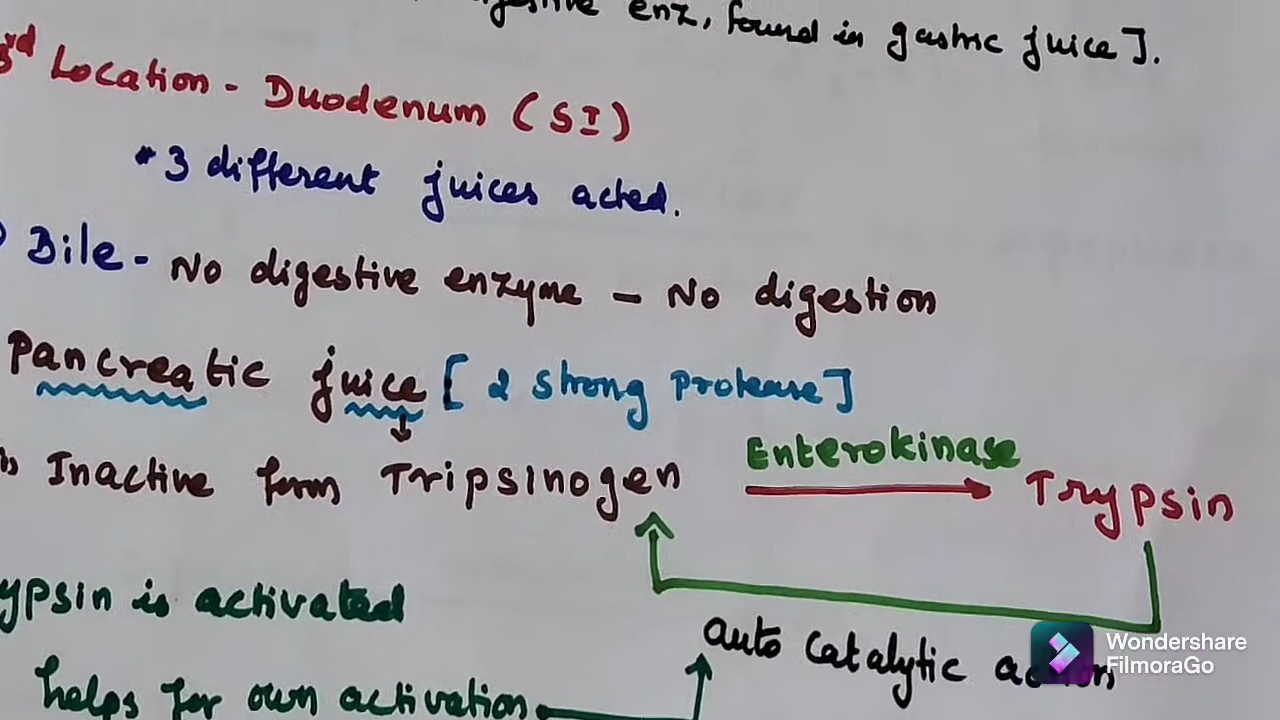 enz, found in gastric juice].
rd Location - Duodenum (SI)
* 3 different juices acted.
Bile - No digestive enzyme - No digestion
Pancreatic juice [2 strong protease]
Enterokinase
Inactive form Tripsinogen Trypsin
ypsin is activated
auto catalytic action
helps for own activation
Wondershare
FilmoraGo